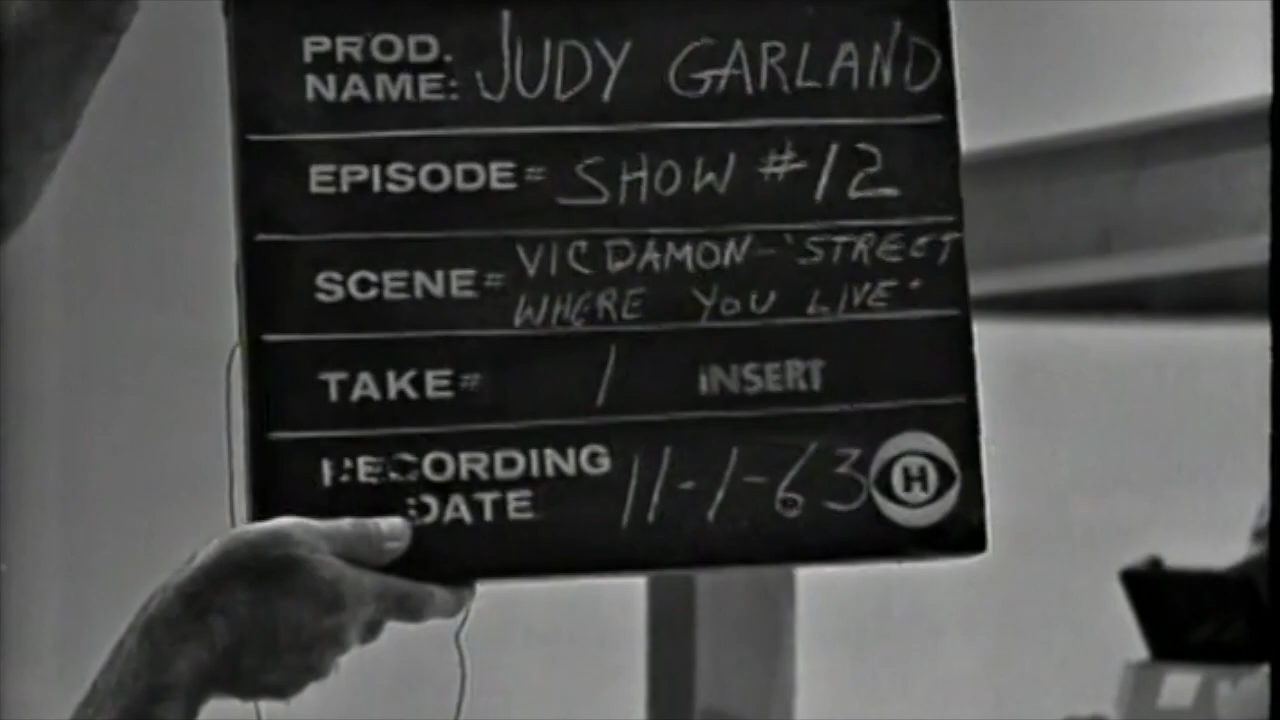 PROD.
NAME: JUDY GARLAND
EPISODE= SHOW #12
SCENE= VIC DAMON-'STREET
WHERE YOU LIVE'
TAKE= 1 INSERT
RECORDING
DATE 11-1-63 H